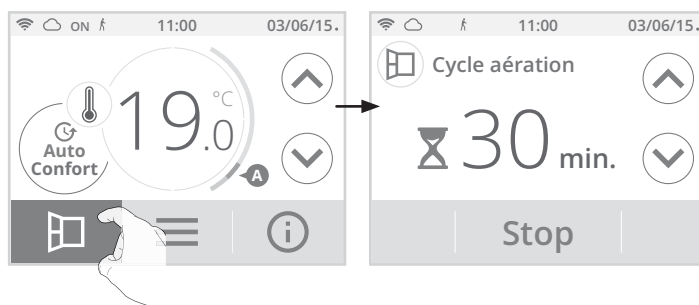 ON 11:00 03/06/15.
19.0 °C
Auto
Confort
A
11:00 03/06/15.
Cycle aération
30 min.
Stop